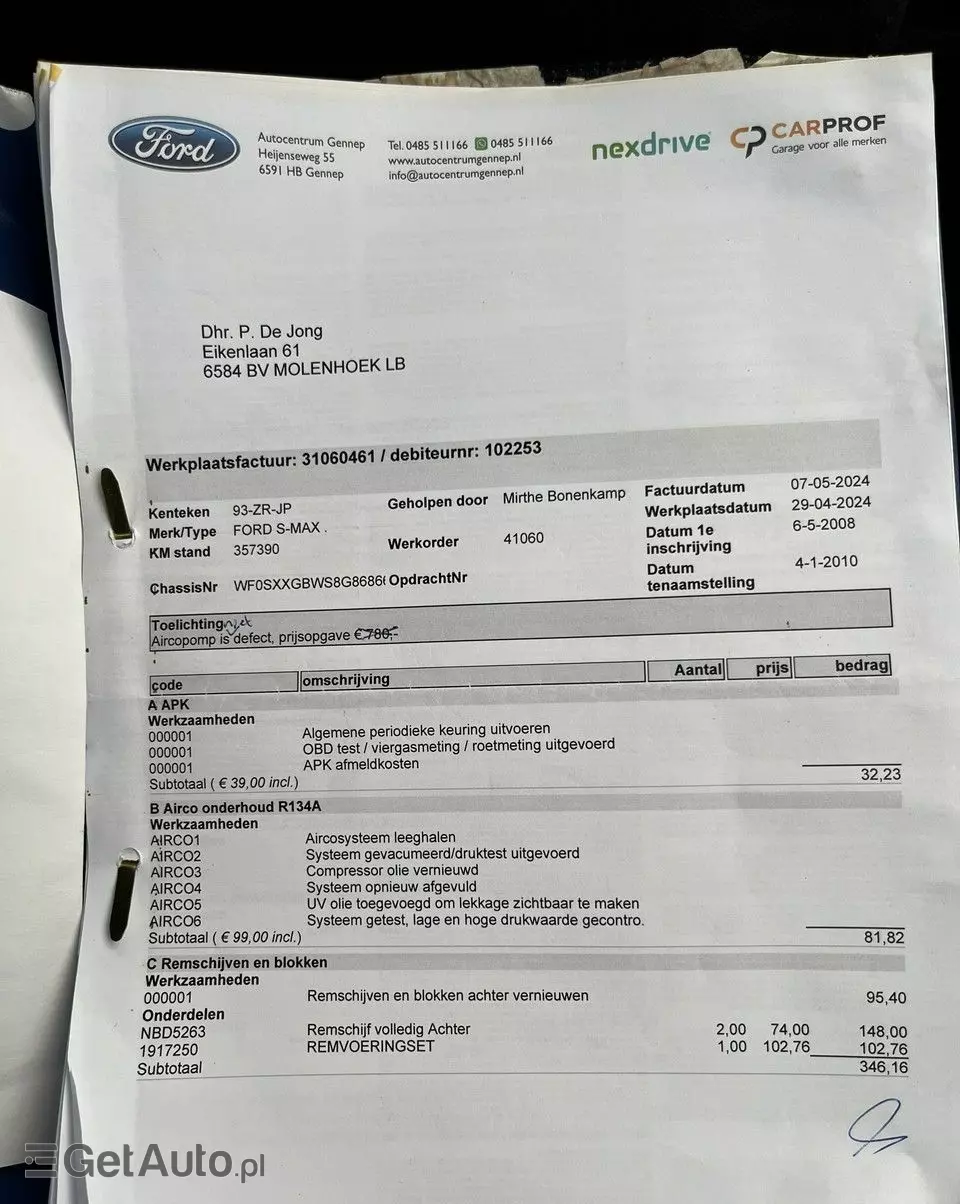 Ford
Autocentrum Gennep
Heijenseweg 55
6591 HB Gennep
Tel. 0485 511166 0485 511166
www.autocentrumgennep.nl
info@autocentrumgennep.nl
nexdrive
CP CARPROF
Garage voor alle merken
Dhr. P. De Jong
Eikenlaan 61
6584 BV MOLENHOEK LB
Werkplaatsfactuur: 31060461 / debiteurnr: 102253
Kenteken 93-ZR-JP Geholpen door Mirthe Bonenkamp Factuurdatum 07-05-2024
Merk/Type FORD S-MAX . Werkplaatsdatum 29-04-2024
KM stand 357390 Werkorder 41060 Datum 1e inschrijving 6-5-2008
ChassisNr WF0SXXGBWS8G8686 OpdrachtNr Datum tenaamstelling 4-1-2010
Toelichting
niet
Aircopomp is defect, prijsopgave € 780,-
code omschrijving Aantal prijs bedrag
A APK
Werkzaamheden
000001 Algemene periodieke keuring uitvoeren
000001 OBD test / viergasmeting / roetmeting uitgevoerd
000001 APK afmeldkosten
Subtotaal ( € 39,00 incl.) 32,23
B Airco onderhoud R134A
Werkzaamheden
AIRCO1 Aircosysteem leeghalen
AIRCO2 Systeem gevacumeerd/druktest uitgevoerd
AIRCO3 Compressor olie vernieuwd
AIRCO4 Systeem opnieuw afgevuld
AIRCO5 UV olie toegevoegd om lekkage zichtbaar te maken
AIRCO6 Systeem getest, lage en hoge drukwaarde gecontro.
Subtotaal ( € 99,00 incl.) 81,82
C Remschijven en blokken
Werkzaamheden
000001 Remschijven en blokken achter vernieuwen 95,40
Onderdelen
NBD5263 Remschijf volledig Achter 2,00 74,00 148,00
1917250 REMVOERINGSET 1,00 102,76 102,76
Subtotaal 346,16
GetAuto.pl